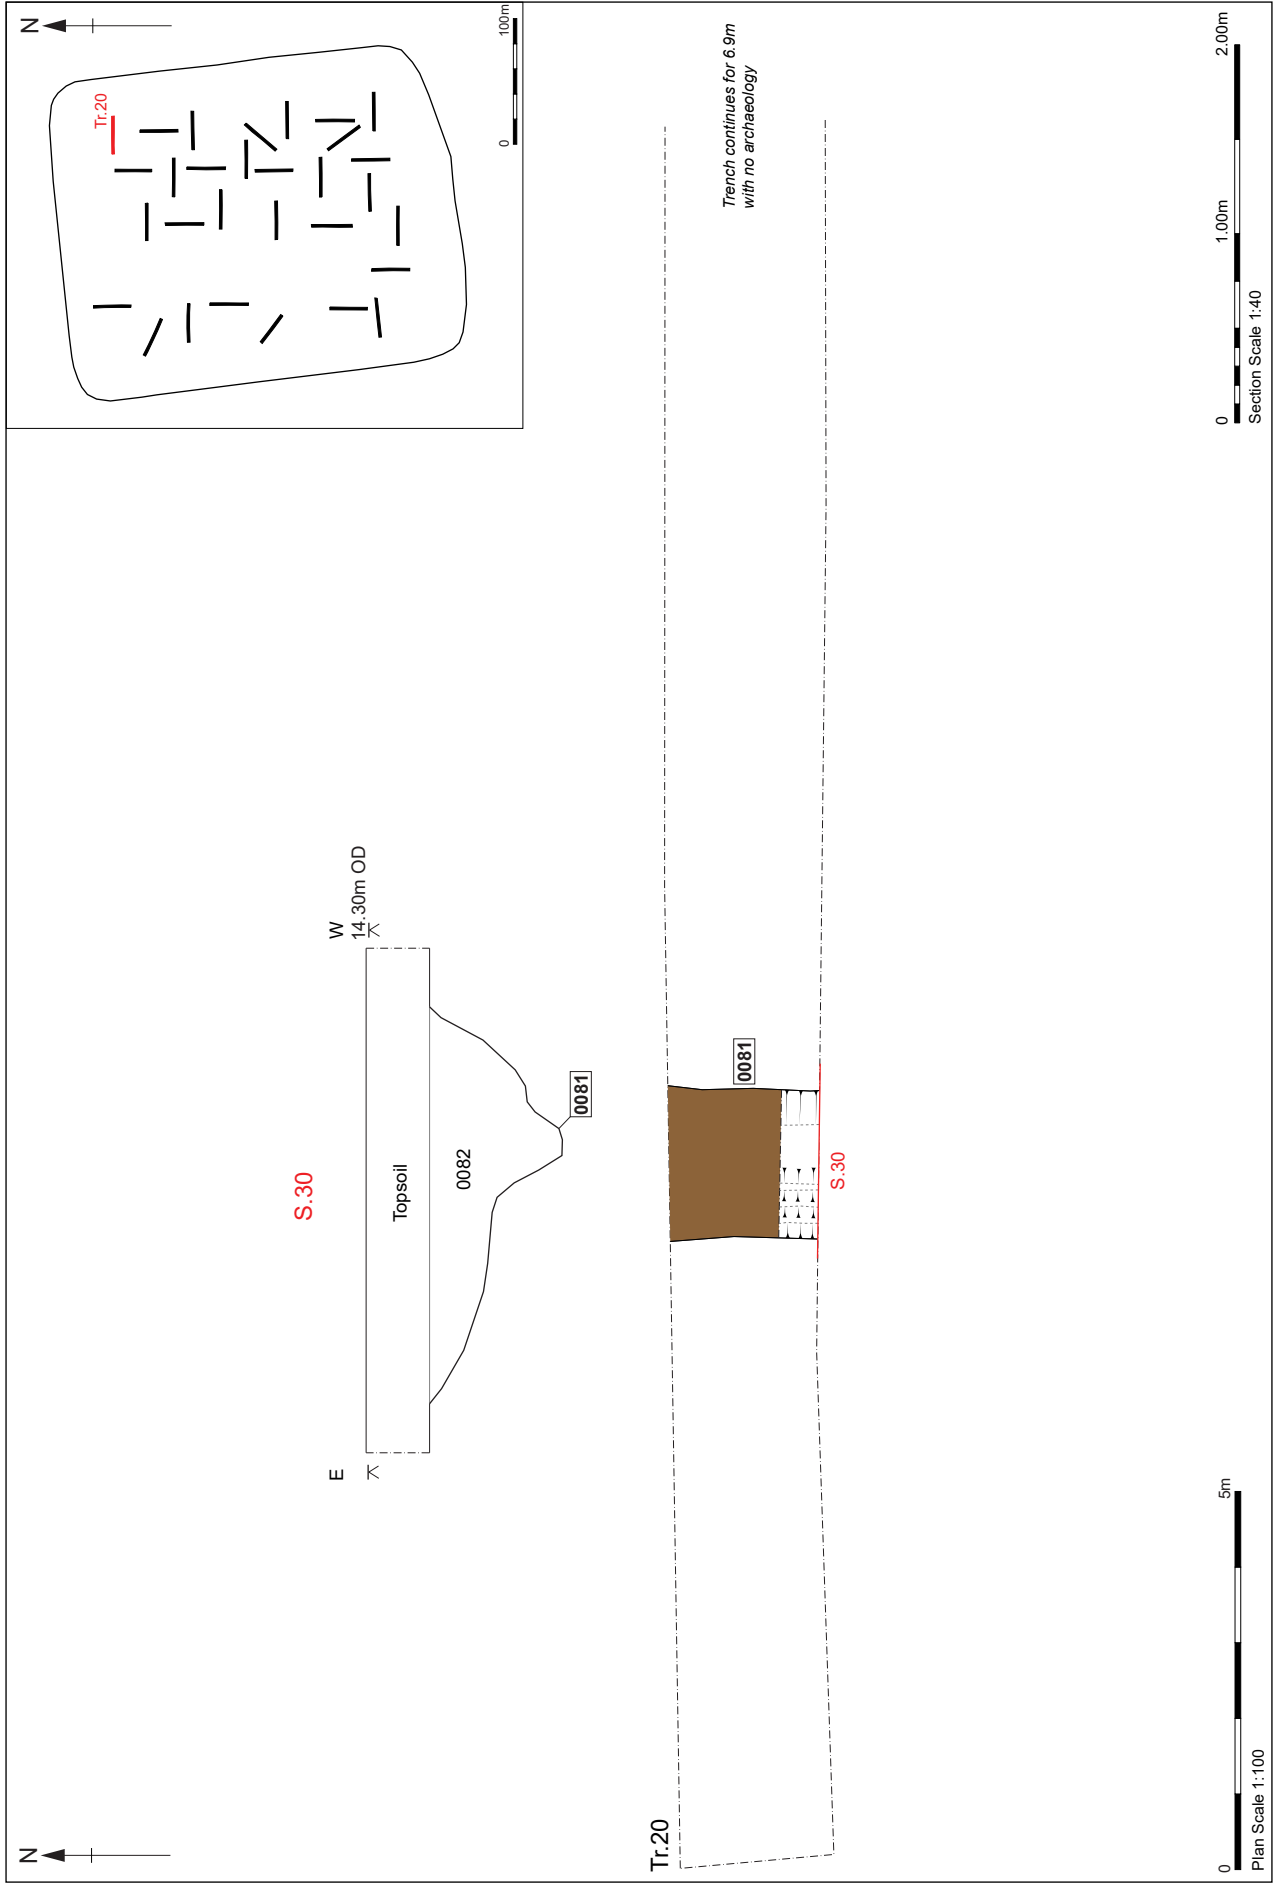 N
Tr.20
0
100m
N
S.30
E
W
14.30m OD
Topsoil
0082
0081
Tr.20
0081
S.30
Trench continues for 6.9m
with no archaeology
0
5m
Plan Scale 1:100
0
1.00m
2.00m
Section Scale 1:40